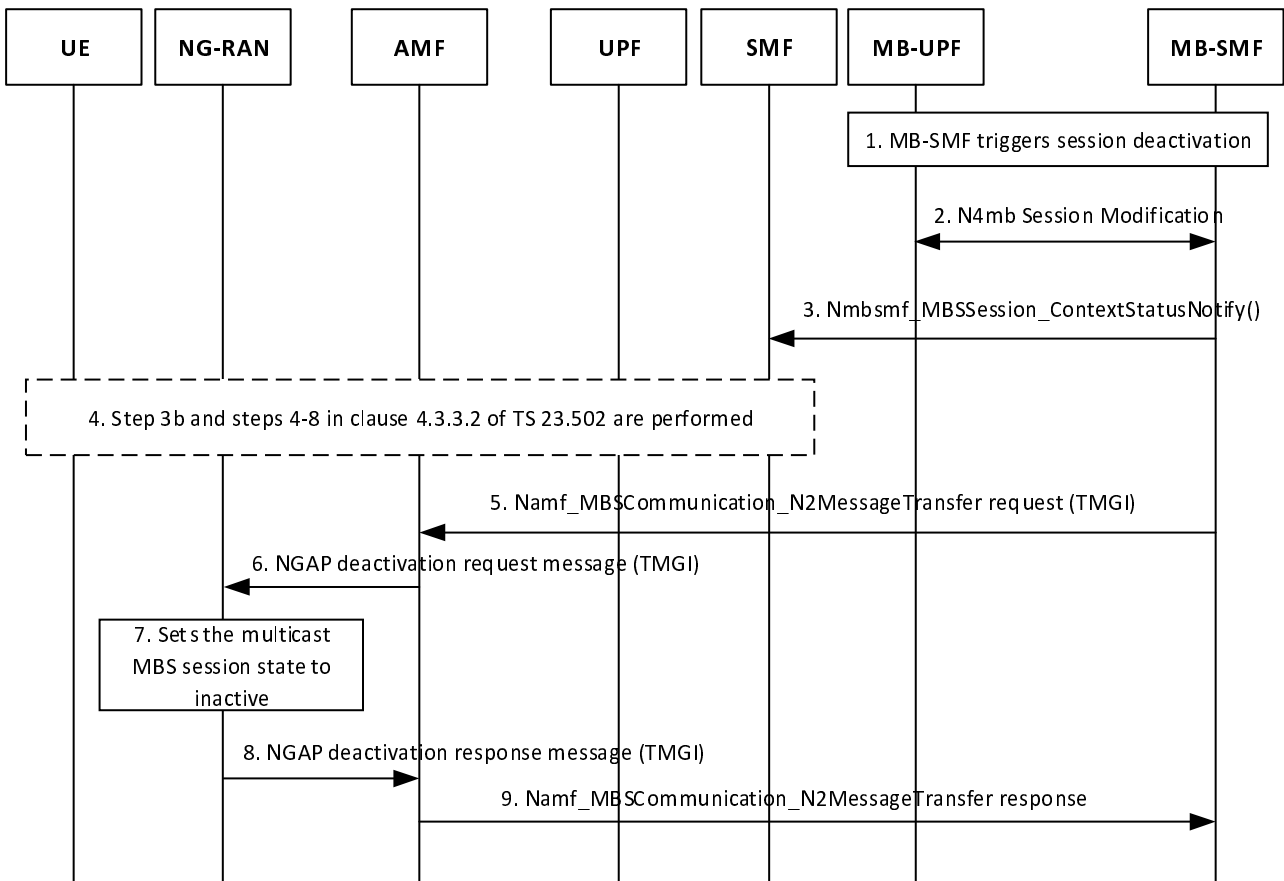 UE NG-RAN AMF UPF SMF MB-UPF MB-SMF
1. MB-SMF triggers session deactivation
2. N4mb Session Modification
3. Nmbsmf_MBSSession_ContextStatusNotify()
4. Step 3b and steps 4-8 in clause 4.3.3.2 of TS 23.502 are performed
5. Namf_MBSCommunication_N2MessageTransfer request (TMGI)
6. NGAP deactivation request message (TMGI)
7. Sets the multicast
MBS session state to
inactive
8. NGAP deactivation response message (TMGI)
9. Namf_MBSCommunication_N2MessageTransfer response